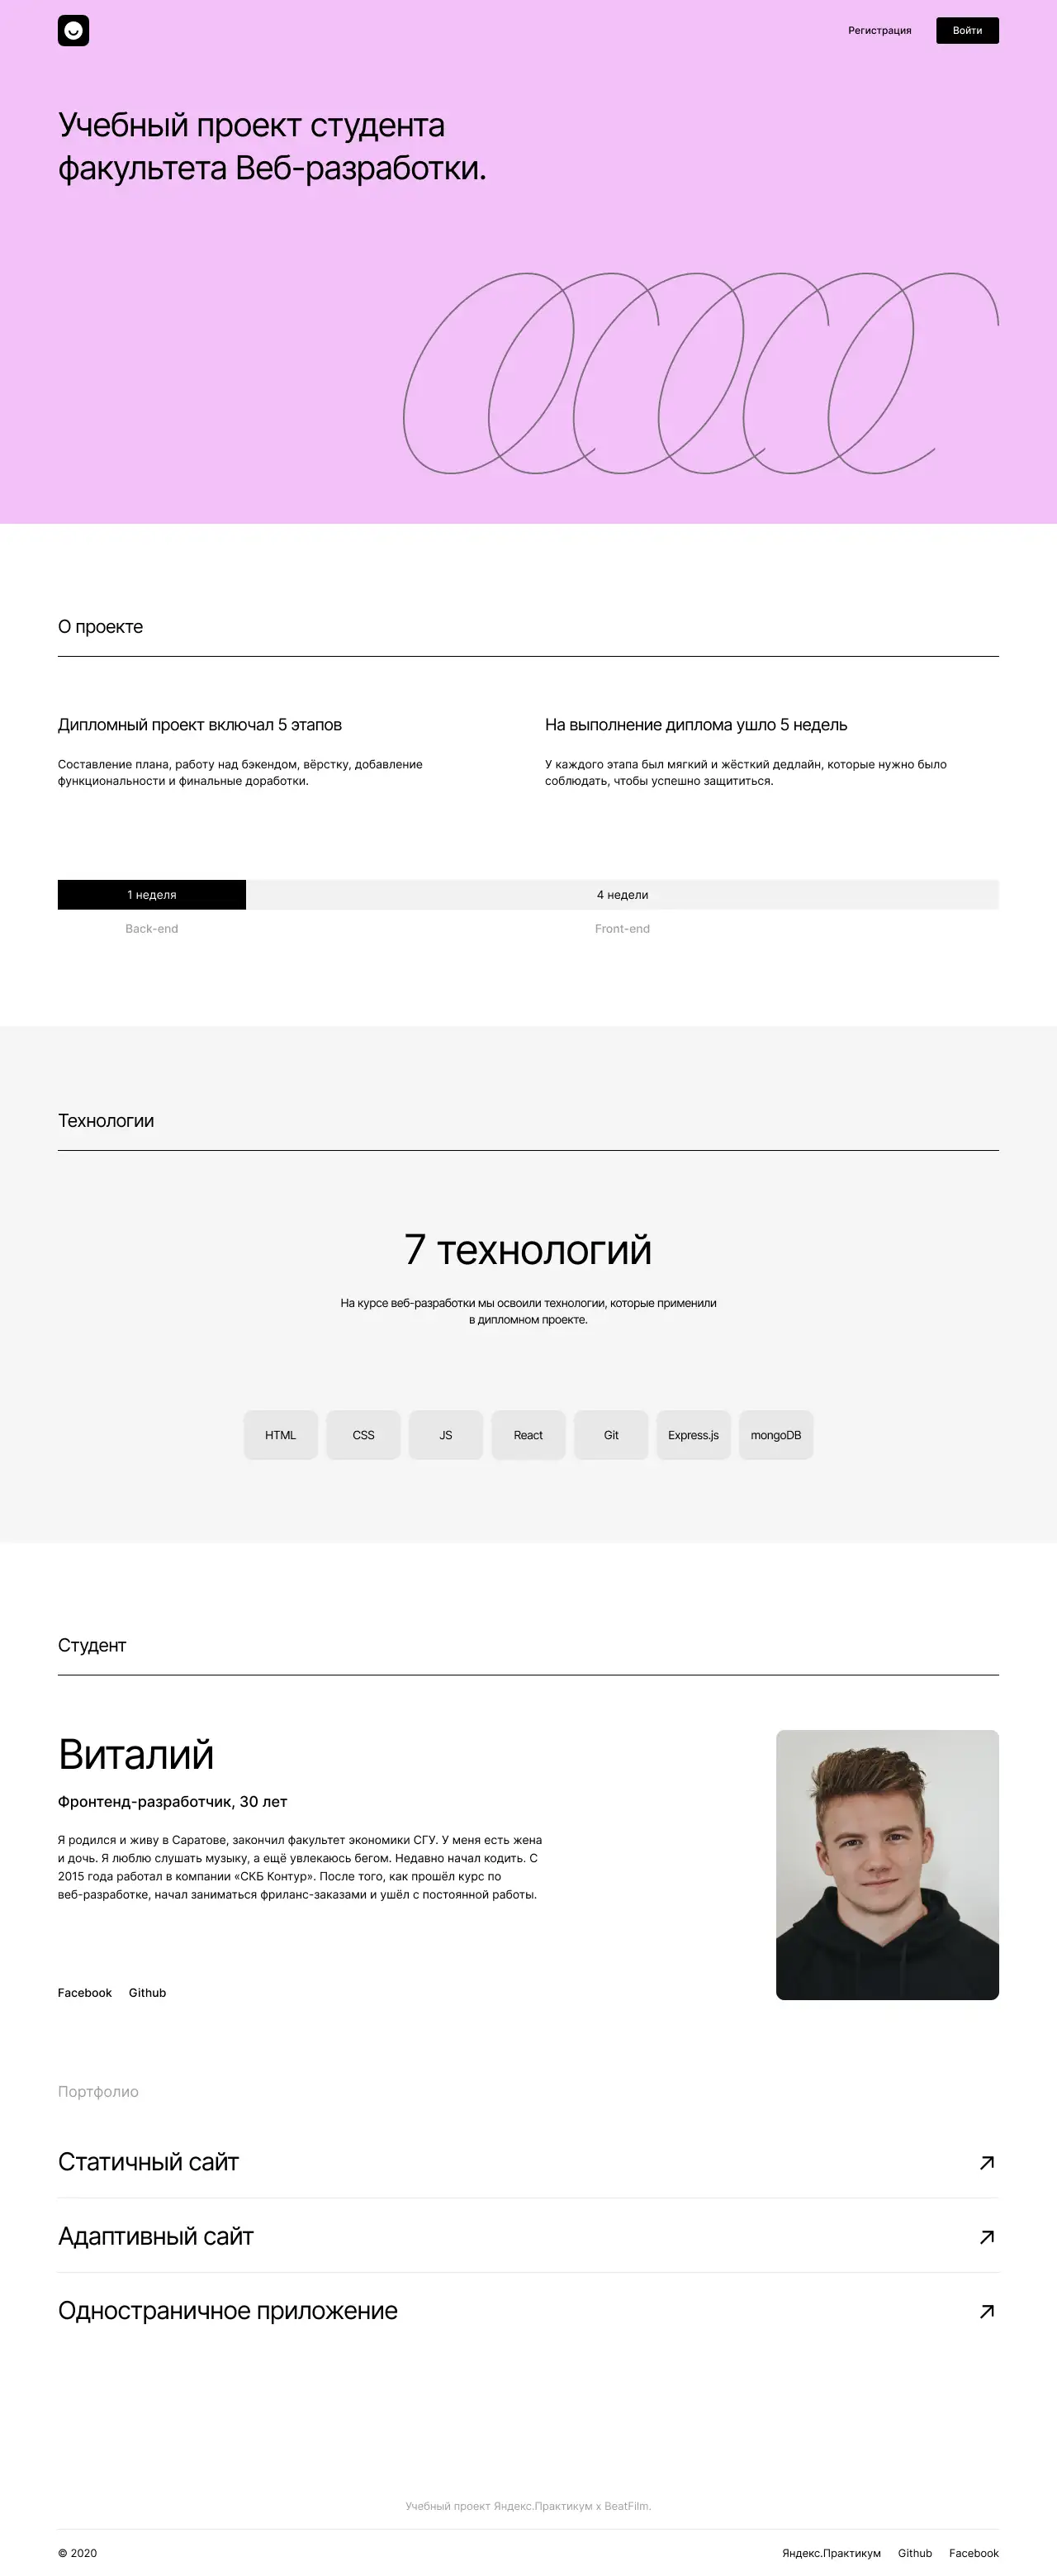 Регистрация
Войти
Учебный проект студента
факультета Веб-разработки.
О проекте
Дипломный проект включал 5 этапов
Составление плана, работу над бэкендом, вёрстку, добавление
функциональности и финальные доработки.
На выполнение диплома ушло 5 недель
У каждого этапа был мягкий и жёсткий дедлайн, которые нужно было
соблюдать, чтобы успешно защититься.
1 неделя
4 недели
Back-end
Front-end
Технологии
7 технологий
На курсе веб-разработки мы освоили технологии, которые применили
в дипломном проекте.
HTML
CSS
JS
React
Git
Express.js
mongoDB
Студент
Виталий
Фронтенд-разработчик, 30 лет
Я родился и живу в Саратове, закончил факультет экономики СГУ. У меня есть жена
и дочь. Я люблю слушать музыку, а ещё увлекаюсь бегом. Недавно начал кодить. С
2015 года работал в компании «СКБ Контур». После того, как прошёл курс по
веб-разработке, начал заниматься фриланс-заказами и ушёл с постоянной работы.
Facebook
Github
Портфолио
Статичный сайт
Адаптивный сайт
Одностраничное приложение
Учебный проект Яндекс.Практикум х BeatFilm.
© 2020
Яндекс.Практикум
Github
Facebook